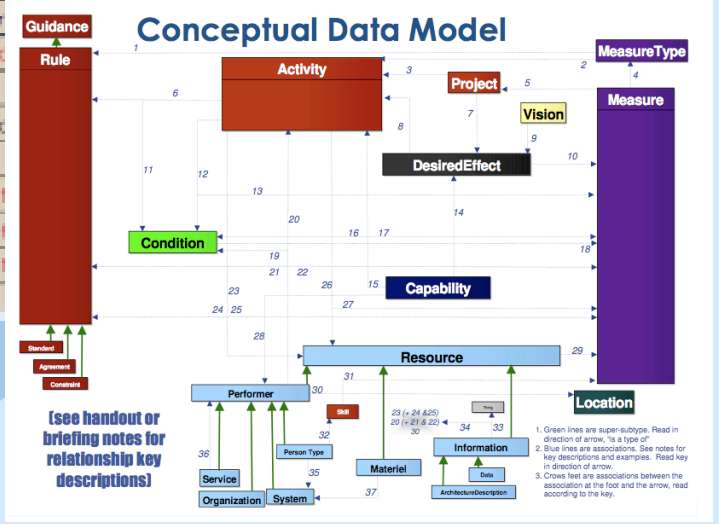 Conceptual Data Model
Guidance
Rule
1
Activity
MeasureType
2
3
4
Project
5
Measure
6
7
Vision
8
9
DesiredEffect
10
11
12
13
14
20
16 17
Condition
18
19
21 22
15
Capability
23
26
27
24 25
28
Resource
29
31
Standard
Agreement
Constraint
Performer
30
Location
Skill
23 (+ 24 &25)
20 (+ 21 & 22)
30
Thing
34 33
32
36
Person Type
Information
35
Service
Materiel
Data
37
Organization
System
ArchitectureDescription
(see handout or
briefing notes for
relationship key
descriptions)
1. Green lines are super-subtype. Read in
direction of arrow, "is a type of"
2. Blue lines are associations. See notes for
key descriptions and examples. Read key
in direction of arrow.
3. Crows feet are associations between the
association at the foot and the arrow, read
according to the key.